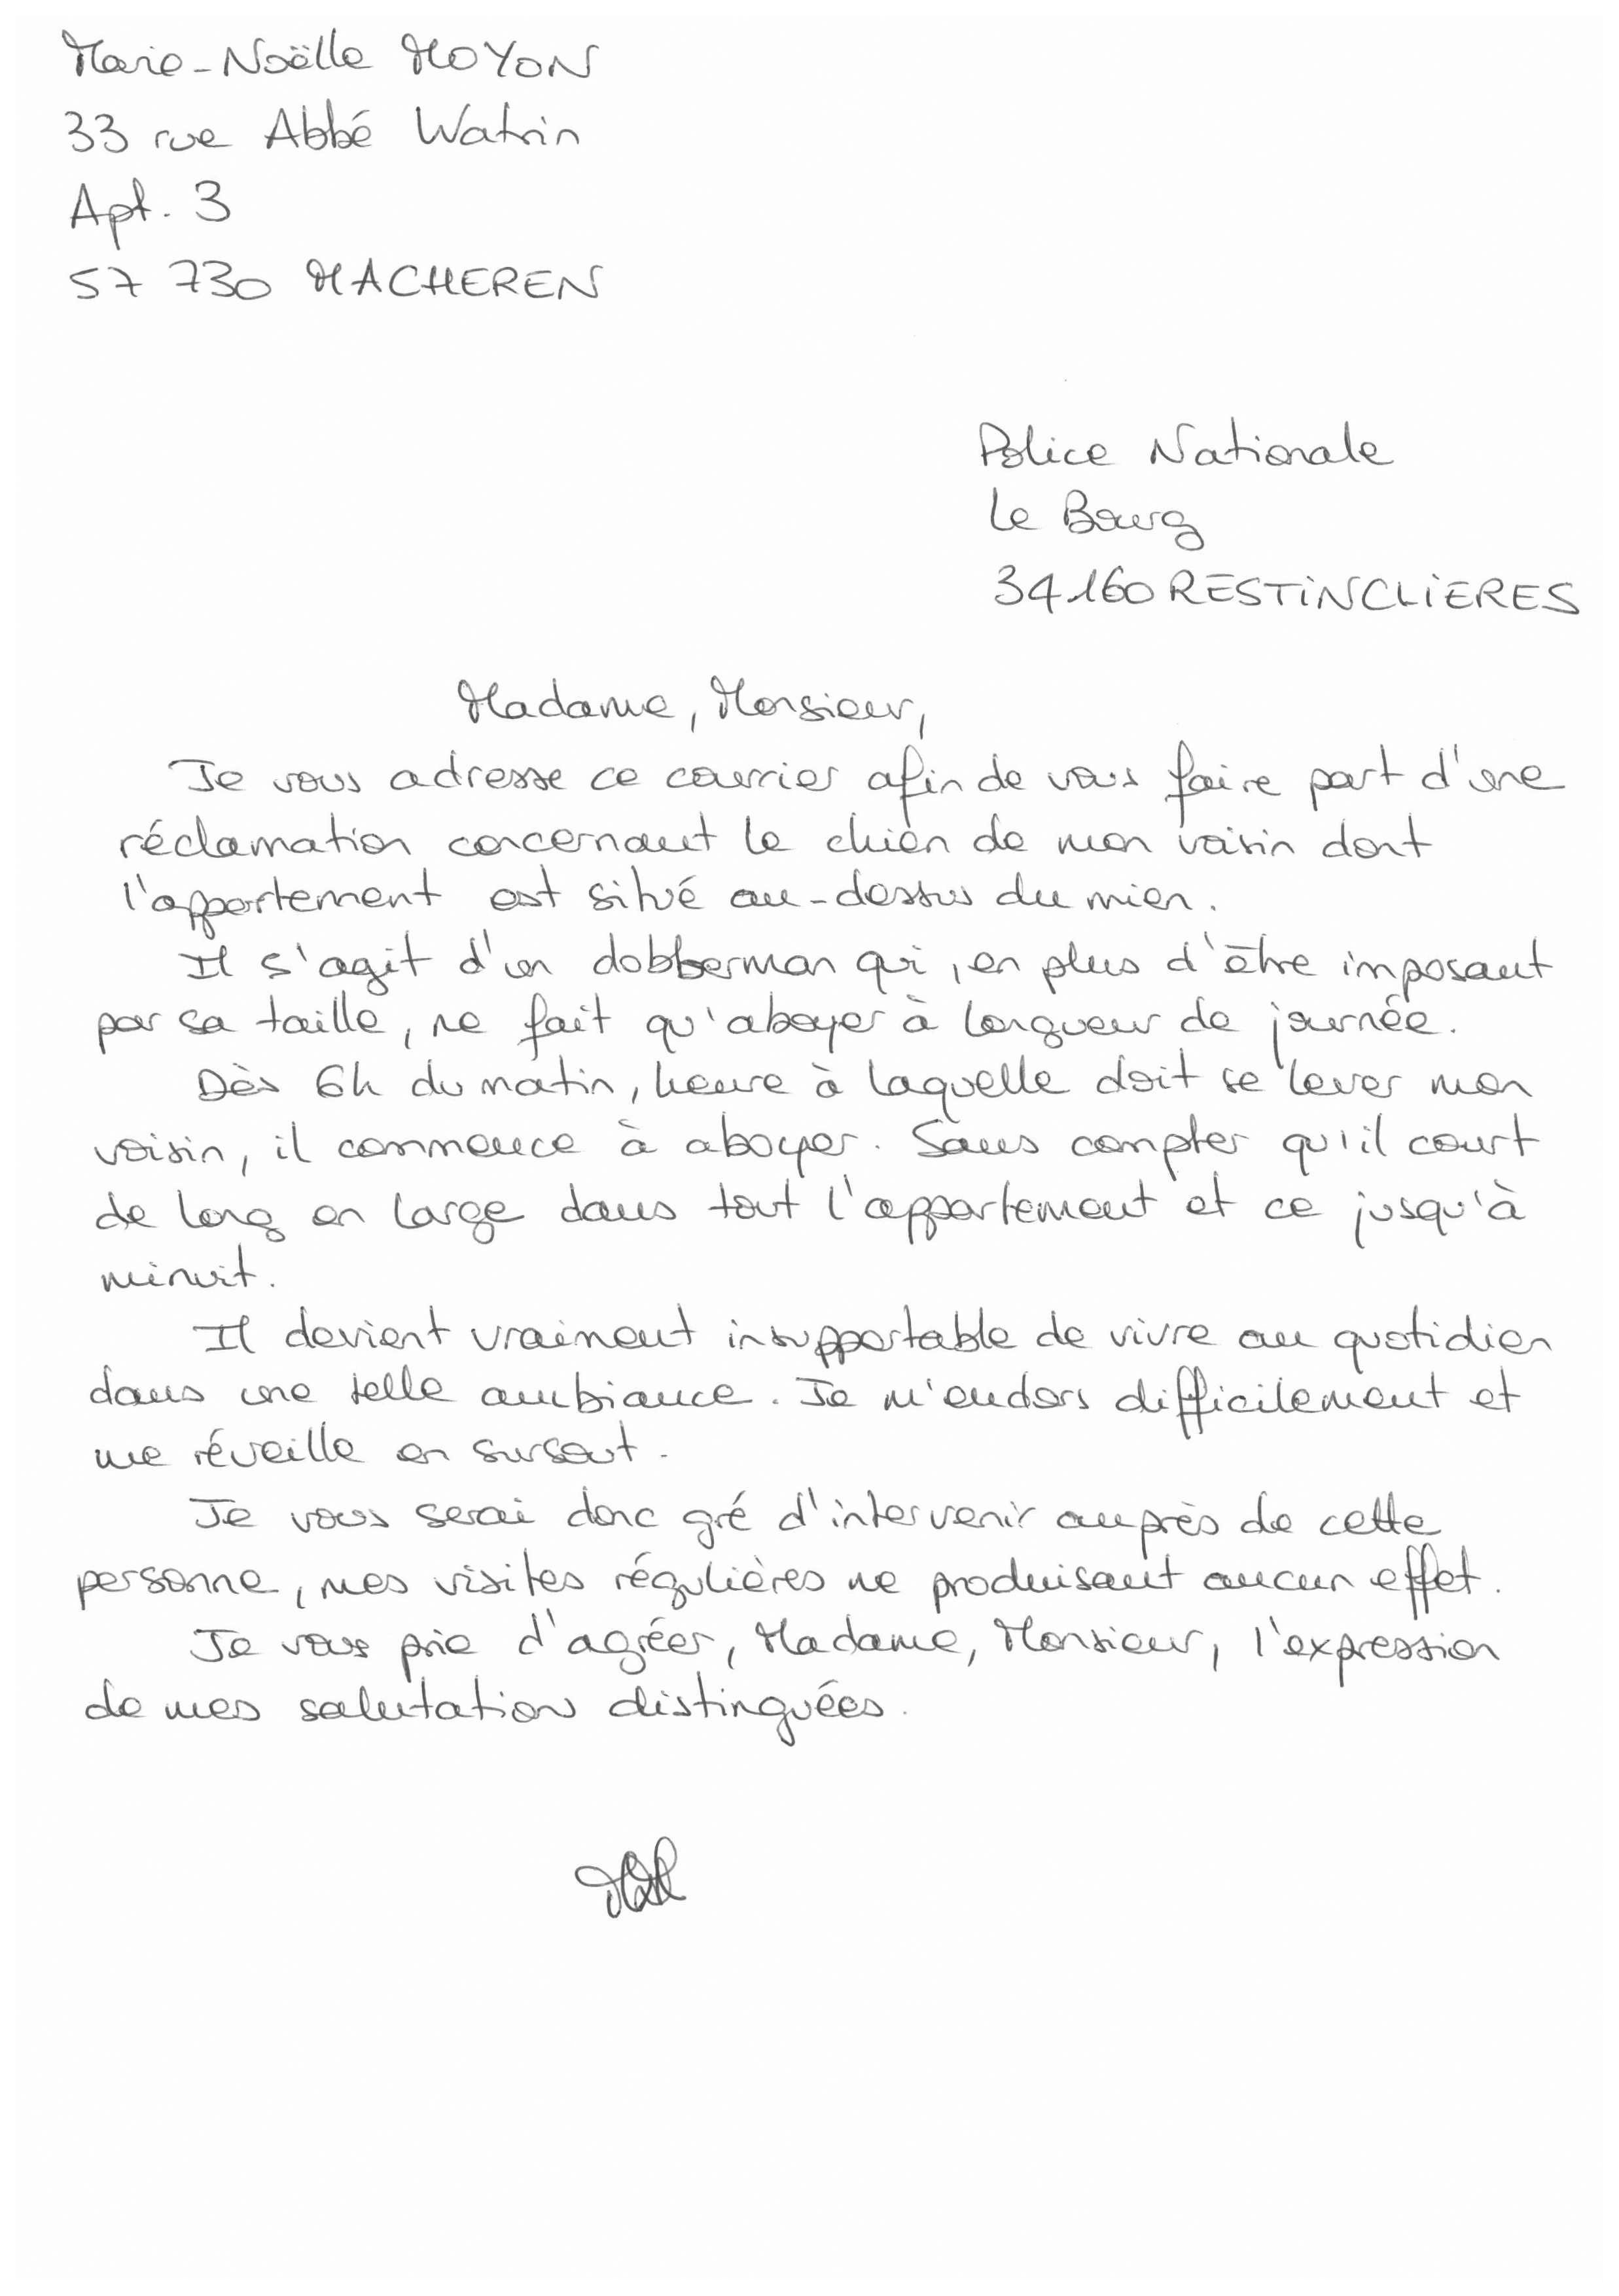 Marie-Noëlle MOYON
33 rue Abbé Watrin
Apt. 3
57 730 MACHEREN
Police Nationale
Le Bourg
34160 RESTINCLIERES
Madame, Monsieur,
Je vous adresse ce courrier afin de vous faire part d'une
réclamation concernant le chien de mon voisin dont
l'appartement est situé au-dessus du mien.
Il s'agit d'un dobberman qui, en plus d'être imposant
par sa taille, ne fait qu'aboyer à longueur de journée.
Dès 6h du matin, heure à laquelle doit se lever mon
voisin, il commence à aboyer. Sans compter qu'il court
de long en large dans tout l'appartement et ce jusqu'à
minuit.
Il devient vraiment insupportable de vivre au quotidien
dans une telle ambiance. Je m'endors difficilement et
me réveille en sursaut.
Je vous serai donc gré d'intervenir auprès de cette
personne, mes visites régulières ne produisant aucun effet.
Je vous prie d'agréer, Madame, Monsieur, l'expression
de mes salutations distinguées.